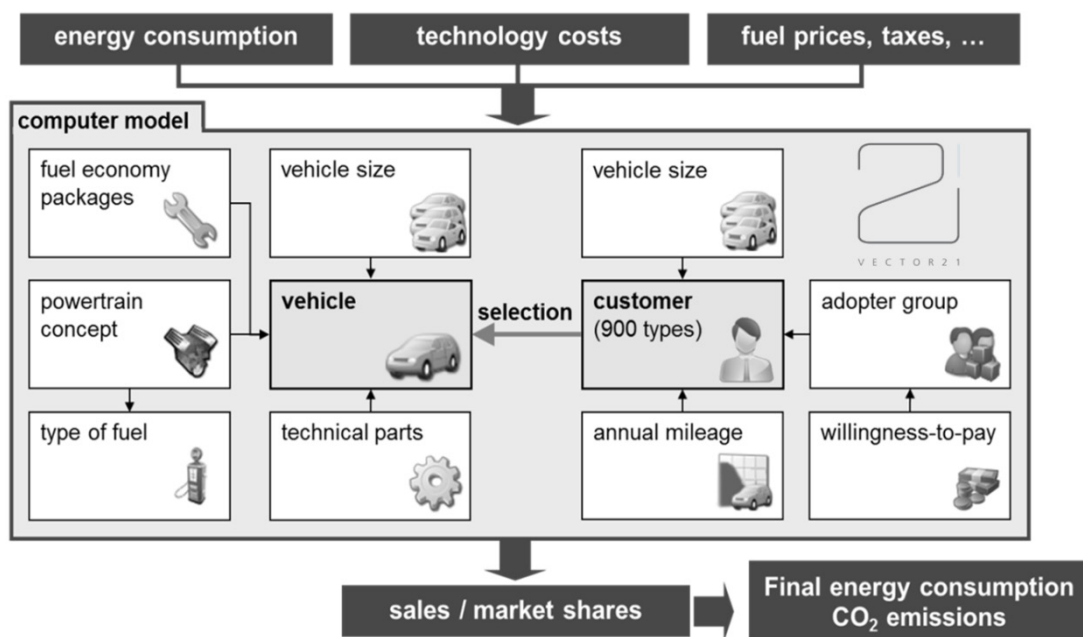 energy consumption
technology costs
fuel prices, taxes, …
computer model
fuel economy
packages
vehicle size
vehicle size
VECTOR21
powertrain
concept
vehicle
selection
customer
(900 types)
adopter group
type of fuel
technical parts
annual mileage
willingness-to-pay
sales / market shares
Final energy consumption
CO₂ emissions